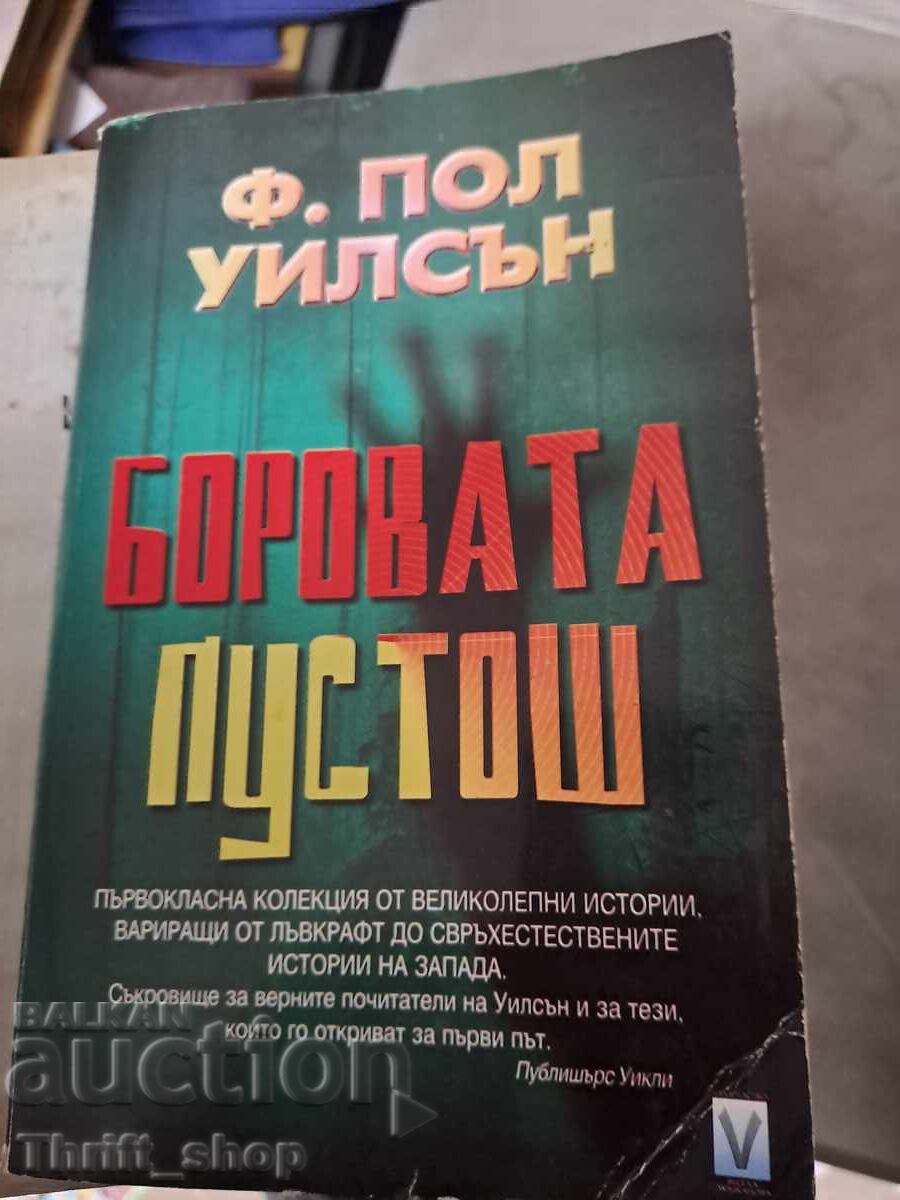 Ф. ПОЛ
УИЛСЪН
БОРОВАТА
ПУСТОШ
ПЪРВОКЛАСНА КОЛЕКЦИЯ ОТ ВЕЛИКОЛЕПНИ ИСТОРИИ,
ВАРИРАЩИ ОТ ЛЪВКРАФТ ДО СВРЪХЕСТЕСТВЕНИТЕ
ИСТОРИИ НА ЗАПАДА.
Съкровище за верните почитатели на Уилсън и за тези,
които го откриват за първи път.
Публишърс Уикли
V
BALKAN
auction
Thrift_shop